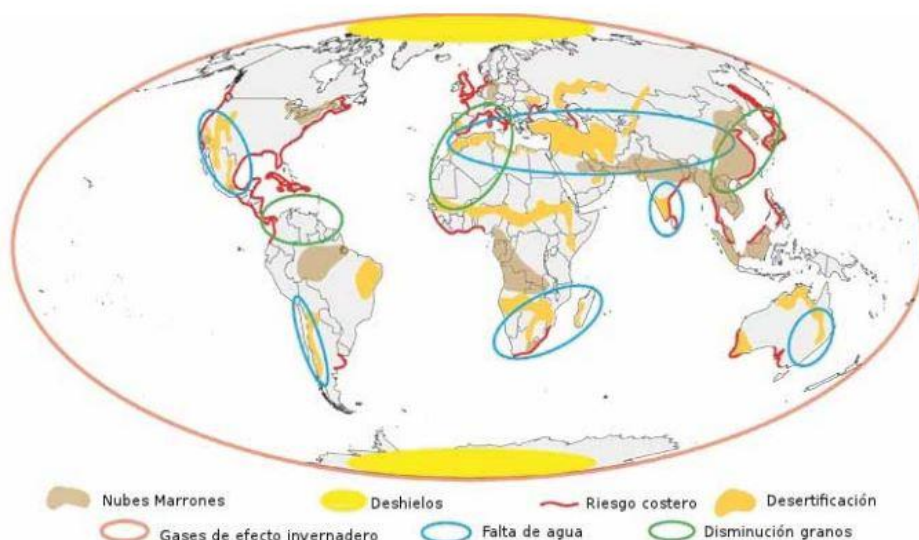 Nubes Marrones Deshielos Riesgo costero Desertificación
Gases de efecto invernadero Falta de agua Disminución granos